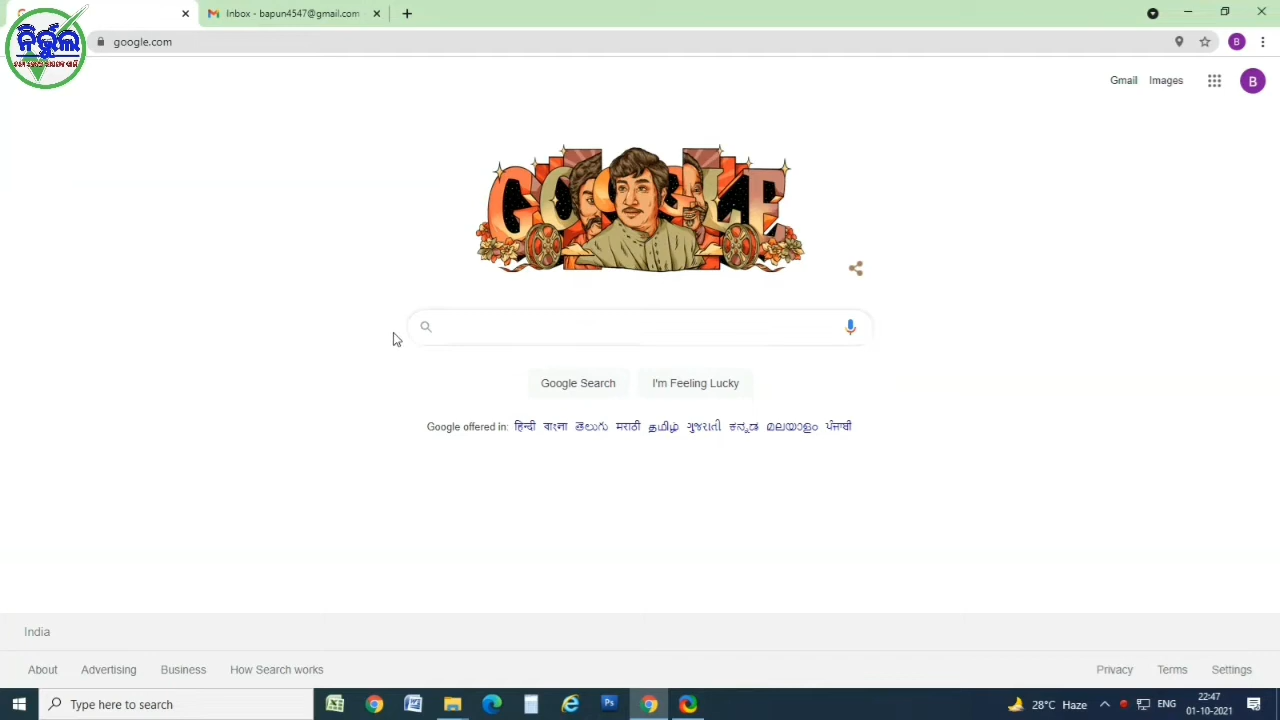 Inbox - bapun4547@gmail.com
ନିର୍ଭୁଲ
google.com
B
Gmail Images B
GOOGLE
Google Search I'm Feeling Lucky
Google offered in: हिन्दी বাংলা తెలుగు मराठी தமிழ் ગુજરાતી ಕನ್ನಡ മലയാളം ਪੰਜਾਬੀ
India
About Advertising Business How Search works Privacy Terms Settings
Type here to search Ps 28°C Haze ENG 22:47
01-10-2021